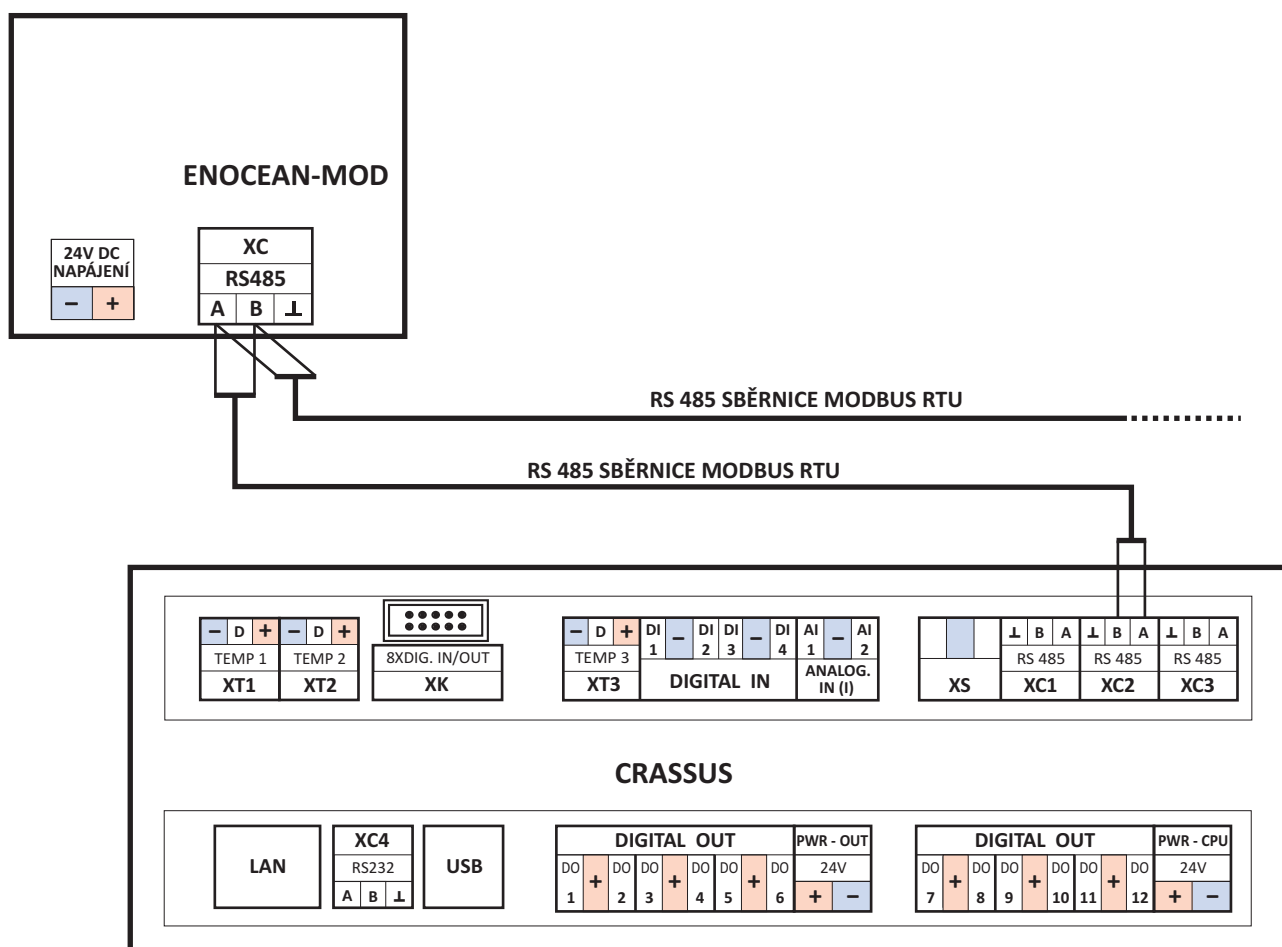 ENOCEAN-MOD
24V DC
NAPÁJENÍ
− +
XC
RS485
A B ⊥
RS 485 SBĚRNICE MODBUS RTU
RS 485 SBĚRNICE MODBUS RTU
− D + − D +
TEMP 1 TEMP 2
XT1 XT2
8XDIG. IN/OUT
XK
− D + DI 1 − DI 2 DI 3 − DI 4 AI 1 − AI 2
TEMP 3
XT3 DIGITAL IN
ANALOG.
IN (I)
XS
⊥ B A ⊥ B A ⊥ B A
RS 485 RS 485 RS 485
XC1 XC2 XC3
CRASSUS
LAN
XC4
RS232
A B ⊥
USB
DIGITAL OUT PWR - OUT
24V
DO 1 + DO 2 DO 3 + DO 4 DO 5 + DO 6 + −
DIGITAL OUT PWR - CPU
24V
DO 7 + DO 8 DO 9 + DO 10 DO 11 + DO 12 + −